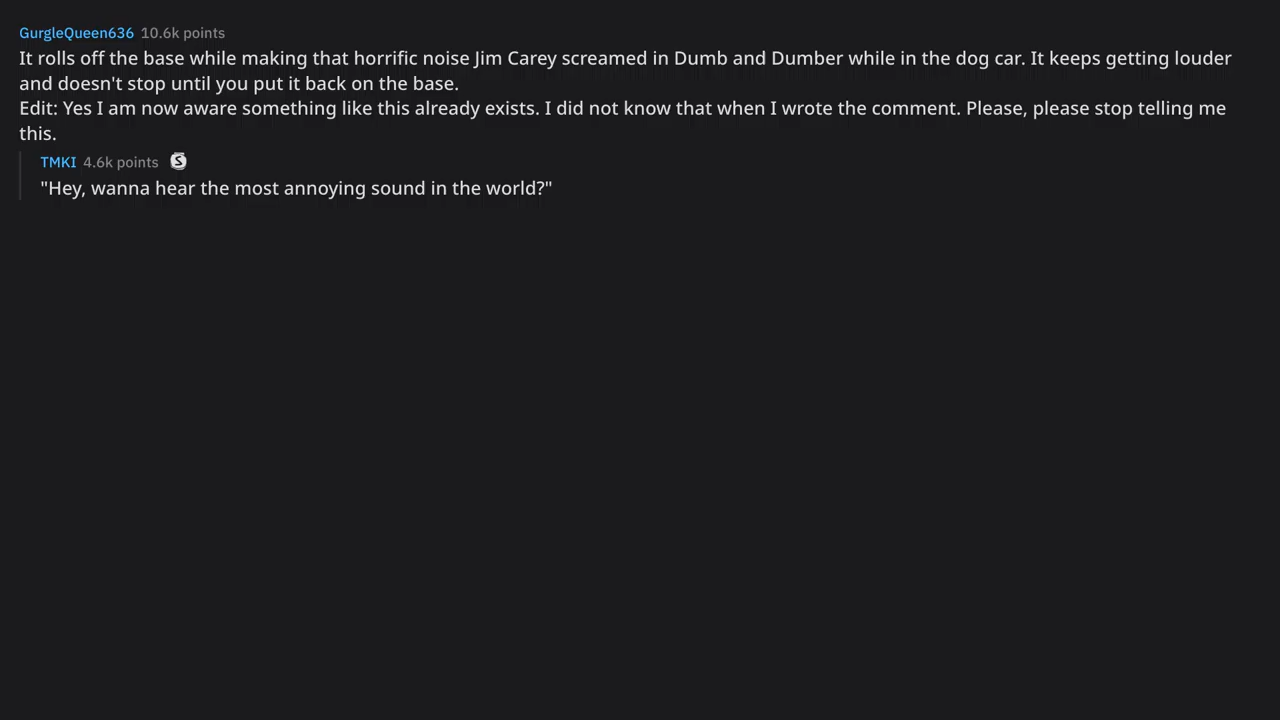 GurgleQueen636 10.6k points
It rolls off the base while making that horrific noise Jim Carey screamed in Dumb and Dumber while in the dog car. It keeps getting louder
and doesn't stop until you put it back on the base.
Edit: Yes I am now aware something like this already exists. I did not know that when I wrote the comment. Please, please stop telling me
this.
TMKI 4.6k points S
"Hey, wanna hear the most annoying sound in the world?"